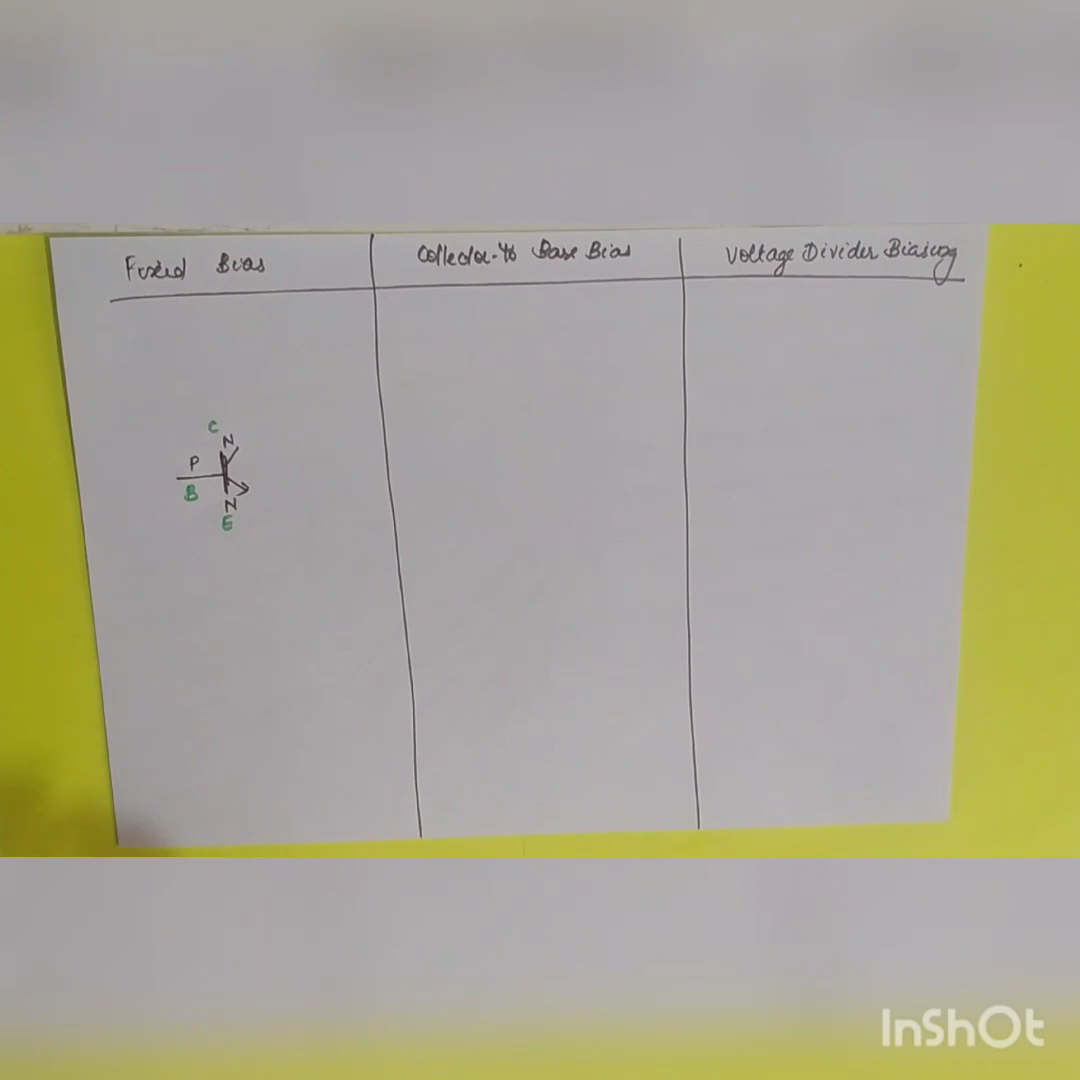 Fixed Bias
Collector-to Base Bias
Voltage Divider Biasing
C
N
P
B
N
E
InShOt